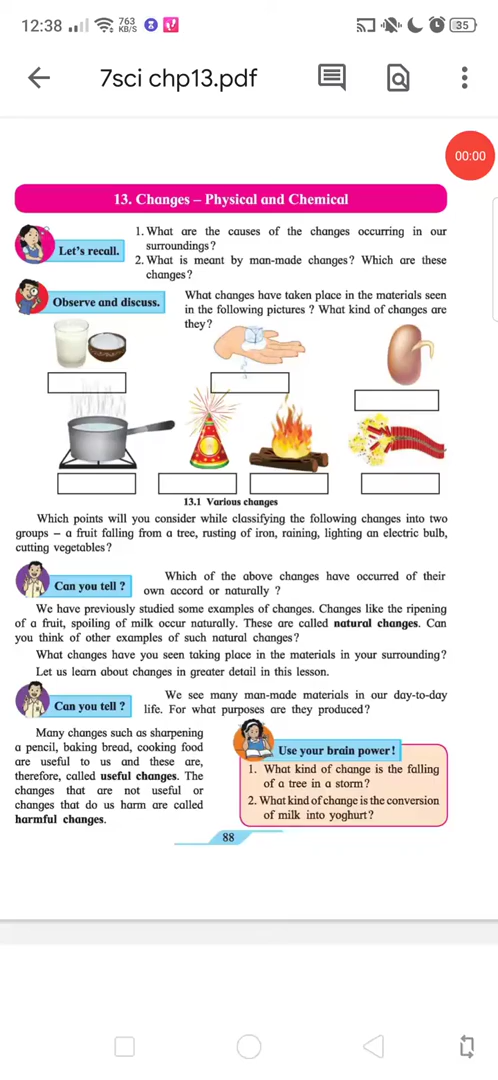 12:38
763
KB/S
35
7sci chp13.pdf
00:00
13. Changes – Physical and Chemical
Let's recall.
1. What are the causes of the changes occurring in our
surroundings?
2. What is meant by man-made changes? Which are these
changes?
Observe and discuss.
What changes have taken place in the materials seen
in the following pictures ? What kind of changes are
they?
13.1 Various changes
Which points will you consider while classifying the following changes into two
groups – a fruit falling from a tree, rusting of iron, raining, lighting an electric bulb,
cutting vegetables?
Can you tell ?
Which of the above changes have occurred of their
own accord or naturally ?
We have previously studied some examples of changes. Changes like the ripening
of a fruit, spoiling of milk occur naturally. These are called natural changes. Can
you think of other examples of such natural changes?
What changes have you seen taking place in the materials in your surrounding?
Let us learn about changes in greater detail in this lesson.
Can you tell ?
We see many man-made materials in our day-to-day
life. For what purposes are they produced?
Many changes such as sharpening
a pencil, baking bread, cooking food
are useful to us and these are,
therefore, called useful changes. The
changes that are not useful or
changes that do us harm are called
harmful changes.
Use your brain power !
1. What kind of change is the falling
of a tree in a storm?
2. What kind of change is the conversion
of milk into yoghurt?
88